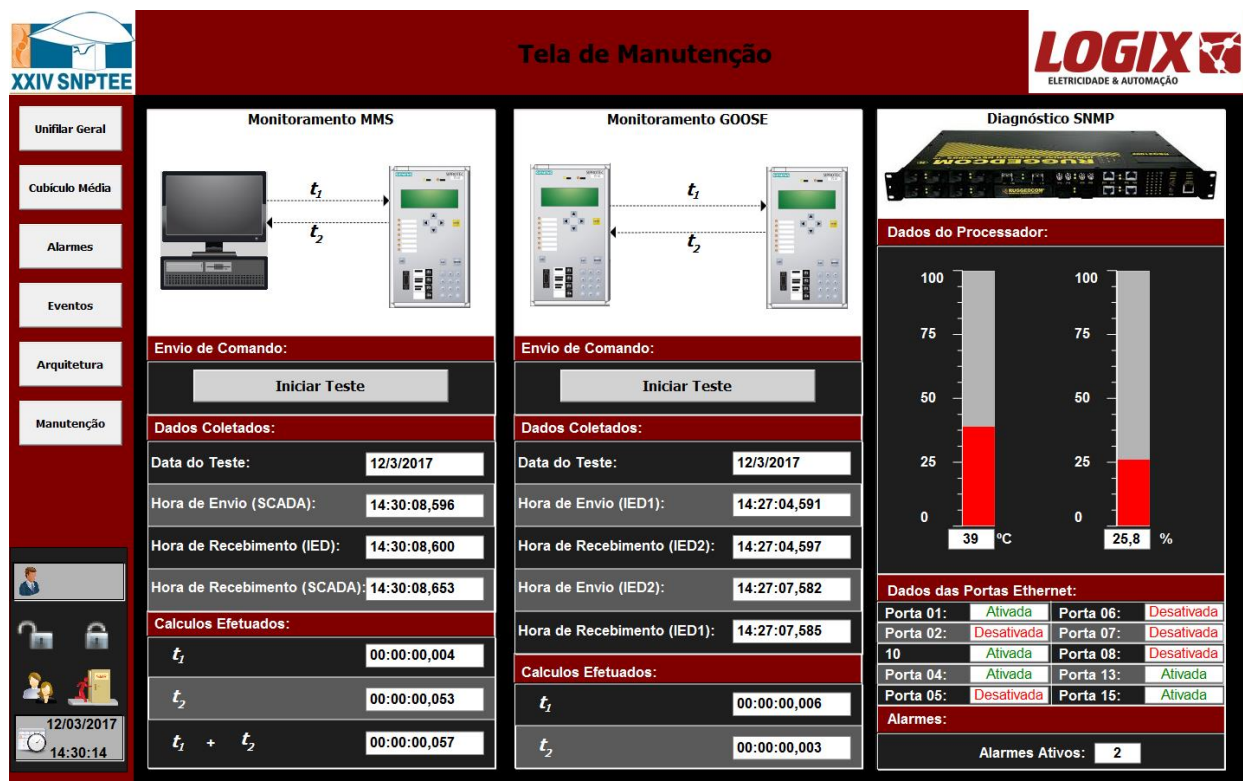 XXIV SNPTEE
Tela de Manutenção
LOGIX
ELETRICIDADE & AUTOMAÇÃO
Unifilar Geral
Cubículo Média
Alarmes
Eventos
Arquitetura
Manutenção
12/03/2017
14:30:14
Monitoramento MMS
SIEMENS
t1
t2
Envio de Comando:
Iniciar Teste
Dados Coletados:
Data do Teste: 12/3/2017
Hora de Envio (SCADA): 14:30:08,596
Hora de Recebimento (IED): 14:30:08,600
Hora de Recebimento (SCADA): 14:30:08,653
Calculos Efetuados:
t1 00:00:00,004
t2 00:00:00,053
t1 + t2 00:00:00,057
Monitoramento GOOSE
SIEMENS
SIEMENS
t1
t2
Envio de Comando:
Iniciar Teste
Dados Coletados:
Data do Teste: 12/3/2017
Hora de Envio (IED1): 14:27:04,591
Hora de Recebimento (IED2): 14:27:04,597
Hora de Envio (IED2): 14:27:07,582
Hora de Recebimento (IED1): 14:27:07,585
Calculos Efetuados:
t1 00:00:00,006
t2 00:00:00,003
Diagnóstico SNMP
RUGGEDCOM
RUGGEDCOM
Dados do Processador:
100 100
75 75
50 50
25 25
0 0
39 ºC 25,8 %
Dados das Portas Ethernet:
Porta 01: Ativada Porta 06: Desativada
Porta 02: Desativada Porta 07: Desativada
10 Ativada Porta 08: Desativada
Porta 04: Ativada Porta 13: Ativada
Porta 05: Desativada Porta 15: Ativada
Alarmes:
Alarmes Ativos: 2